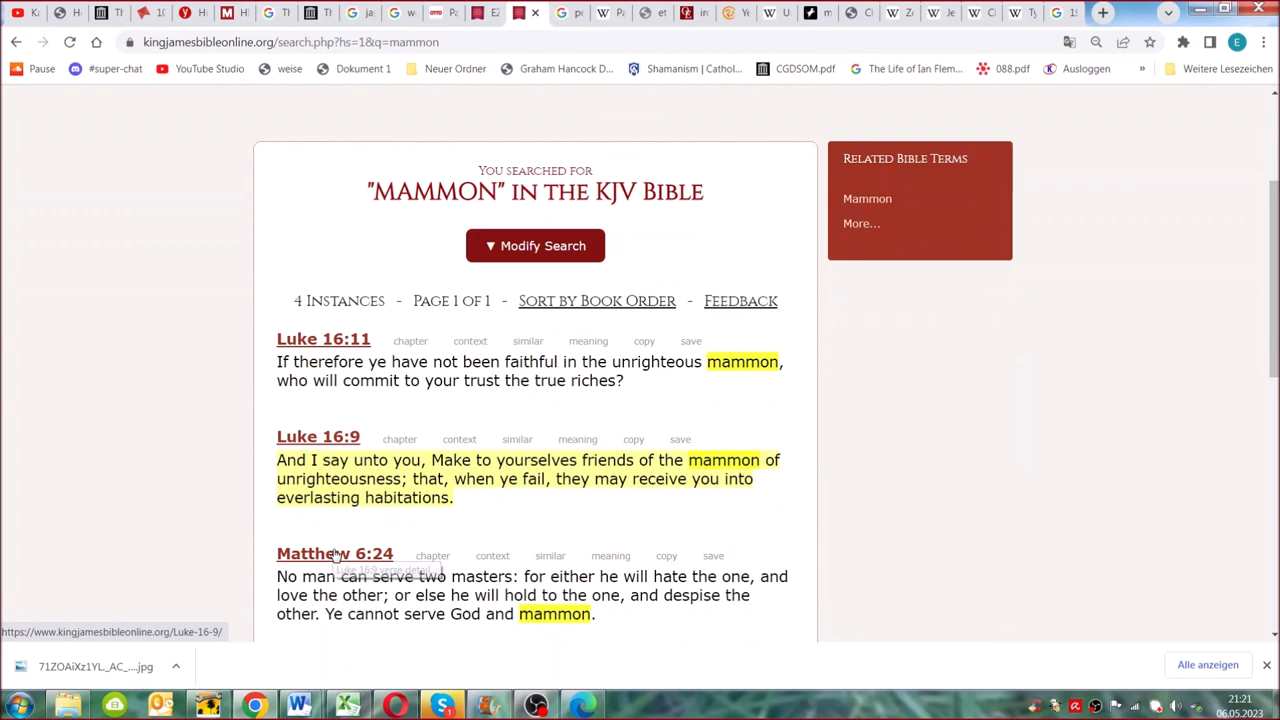 kingjamesbibleonline.org/search.php?hs=1&q=mammon
Pause
#super-chat
YouTube Studio
weise
Dokument 1
Neuer Ordner
Graham Hancock D...
Shamanism | Cathol...
CGDSOM.pdf
The Life of Ian Flem...
088.pdf
Ausloggen
»
Weitere Lesezeichen
You searched for
"MAMMON" in the KJV Bible
▼ Modify Search
4 Instances - Page 1 of 1 - Sort by Book Order - Feedback
Luke 16:11 chapter context similar meaning copy save
If therefore ye have not been faithful in the unrighteous mammon,
who will commit to your trust the true riches?
Luke 16:9 chapter context similar meaning copy save
And I say unto you, Make to yourselves friends of the mammon of
unrighteousness; that, when ye fail, they may receive you into
everlasting habitations.
Matthew 6:24 chapter context similar meaning copy save
Luke 16:9 verse detail
No man can serve two masters: for either he will hate the one, and
love the other; or else he will hold to the one, and despise the
other. Ye cannot serve God and mammon.
Related Bible Terms
Mammon
More...
https://www.kingjamesbibleonline.org/Luke-16-9/
71ZOAiXz1YL._AC_....jpg
Alle anzeigen
21:21
06.05.2023